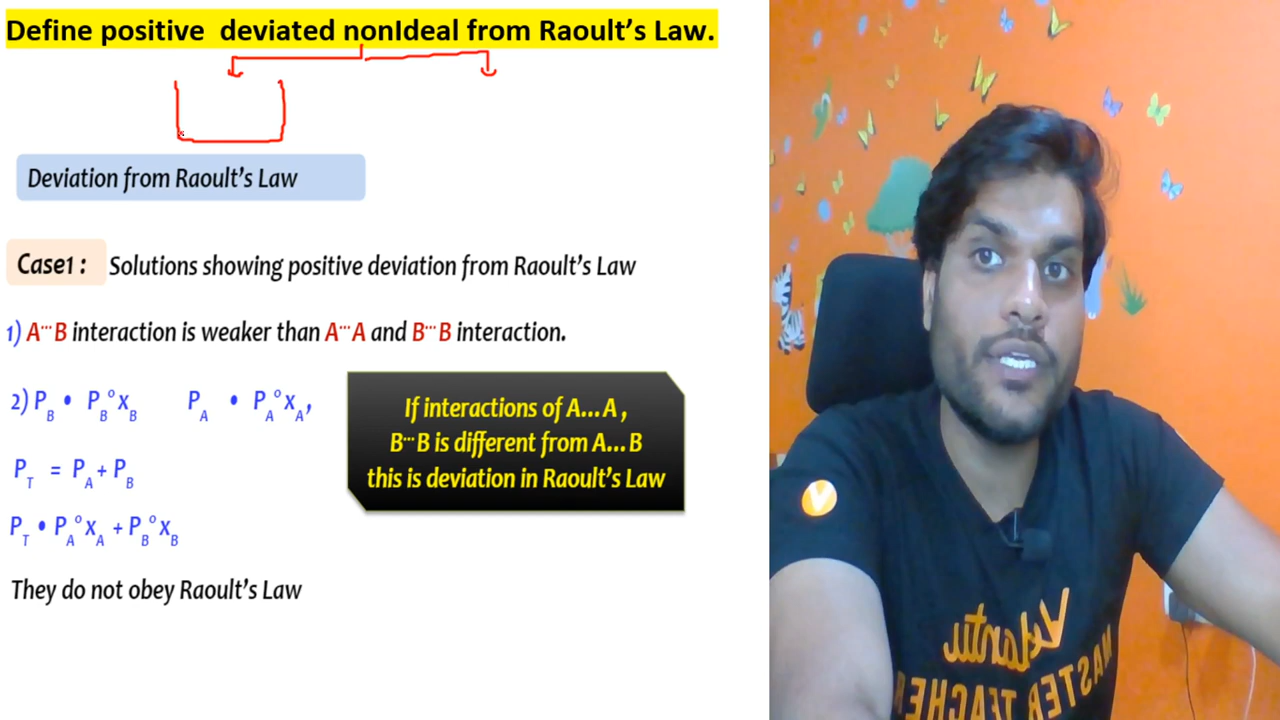 Define positive  deviated nonIdeal from Raoult's Law.
Deviation from Raoult's Law
Case1 : Solutions showing positive deviation from Raoult's Law
1) A···B interaction is weaker than A···A and B···B interaction.
2) P_B • P_B° x_B P_A • P_A° x_A,
P_T = P_A + P_B
P_T • P_A° x_A + P_B° x_B
They do not obey Raoult's Law
If interactions of A...A ,
B···B is different from A...B
this is deviation in Raoult's Law
V
Vedantu
MASTER TEACHER